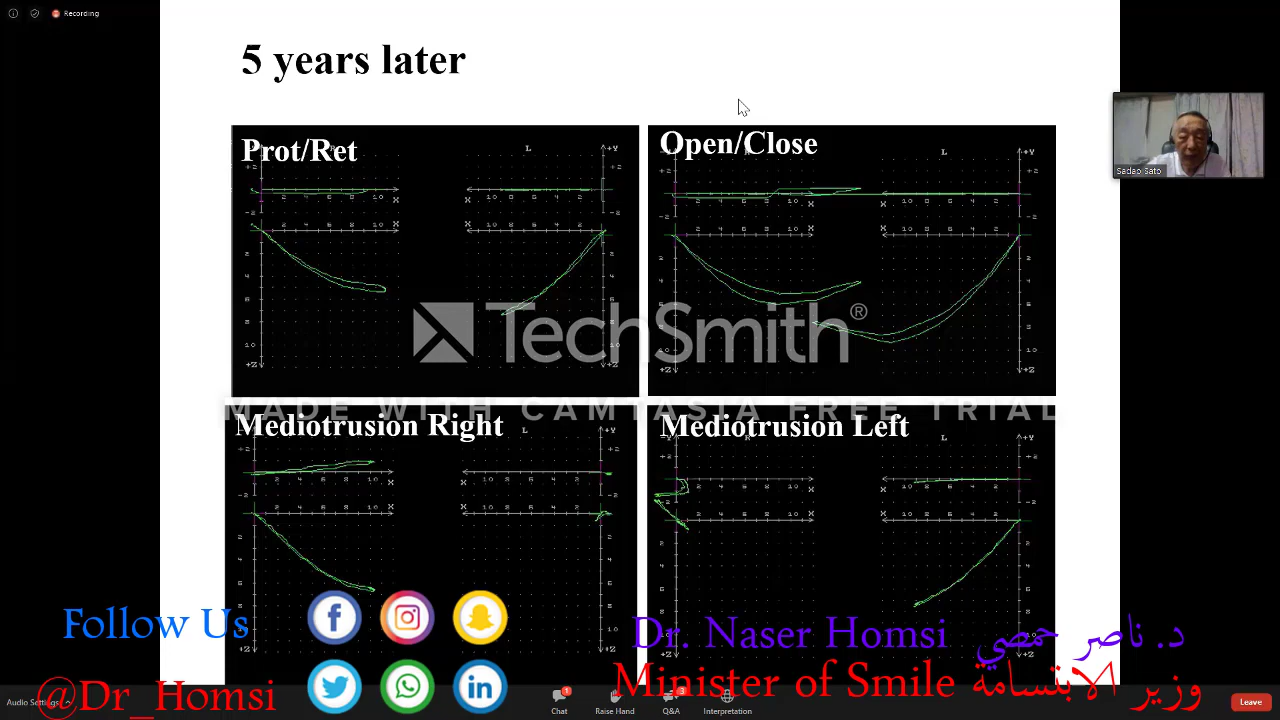 Recording
5 years later
Sadao Sato
Prot/Ret
Open/Close
L
+Y
L
+Y
TechSmith®
MADE WITH CAMTASIA FREE TRIAL
Mediotrusion Right
Mediotrusion Left
L
+Y
L
+Y
Follow Us
@Dr_Homsi
Dr. Naser Homsi د. ناصر حمصي
Minister of Smile وزير الابتسامة
Audio Settings
Chat
Raise Hand
Q&A
Interpretation
Leave